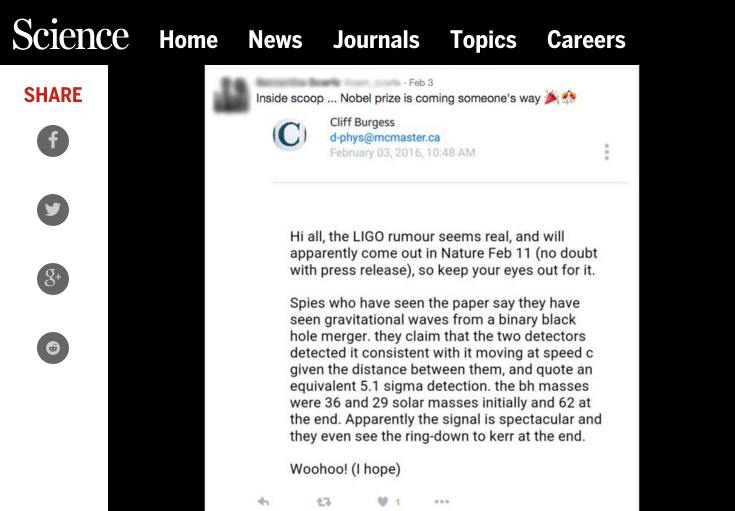 Science Home News Journals Topics Careers
SHARE
- Feb 3
Inside scoop ... Nobel prize is coming someone's way
C
Cliff Burgess
d-phys@mcmaster.ca
February 03, 2016, 10:48 AM
Hi all, the LIGO rumour seems real, and will
apparently come out in Nature Feb 11 (no doubt
with press release), so keep your eyes out for it.
Spies who have seen the paper say they have
seen gravitational waves from a binary black
hole merger. they claim that the two detectors
detected it consistent with it moving at speed c
given the distance between them, and quote an
equivalent 5.1 sigma detection. the bh masses
were 36 and 29 solar masses initially and 62 at
the end. Apparently the signal is spectacular and
they even see the ring-down to kerr at the end.
Woohoo! (I hope)
1